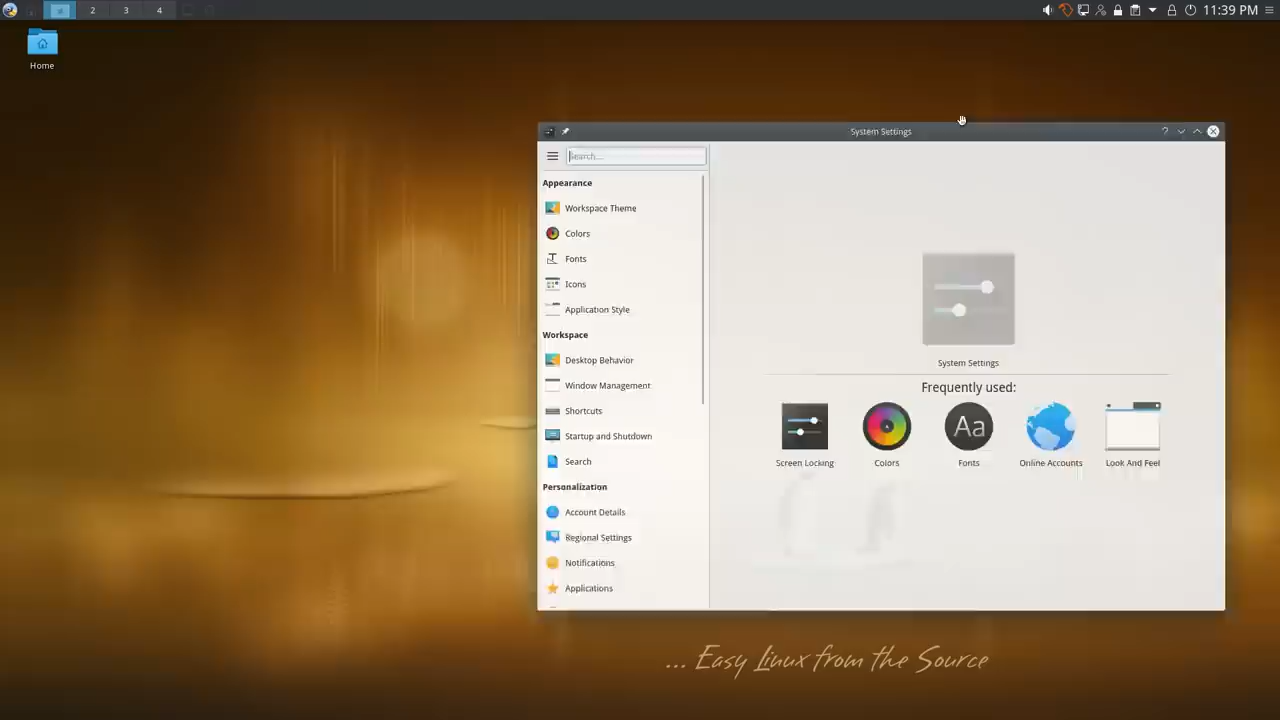 2
3
4
11:39 PM
Home
System Settings
Search...
Appearance
Workspace Theme
Colors
Fonts
Icons
Application Style
Workspace
Desktop Behavior
Window Management
Shortcuts
Startup and Shutdown
Search
Personalization
Account Details
Regional Settings
Notifications
Applications
System Settings
Frequently used:
Aa
Screen Locking
Colors
Fonts
Online Accounts
Look And Feel
... Easy Linux from the Source